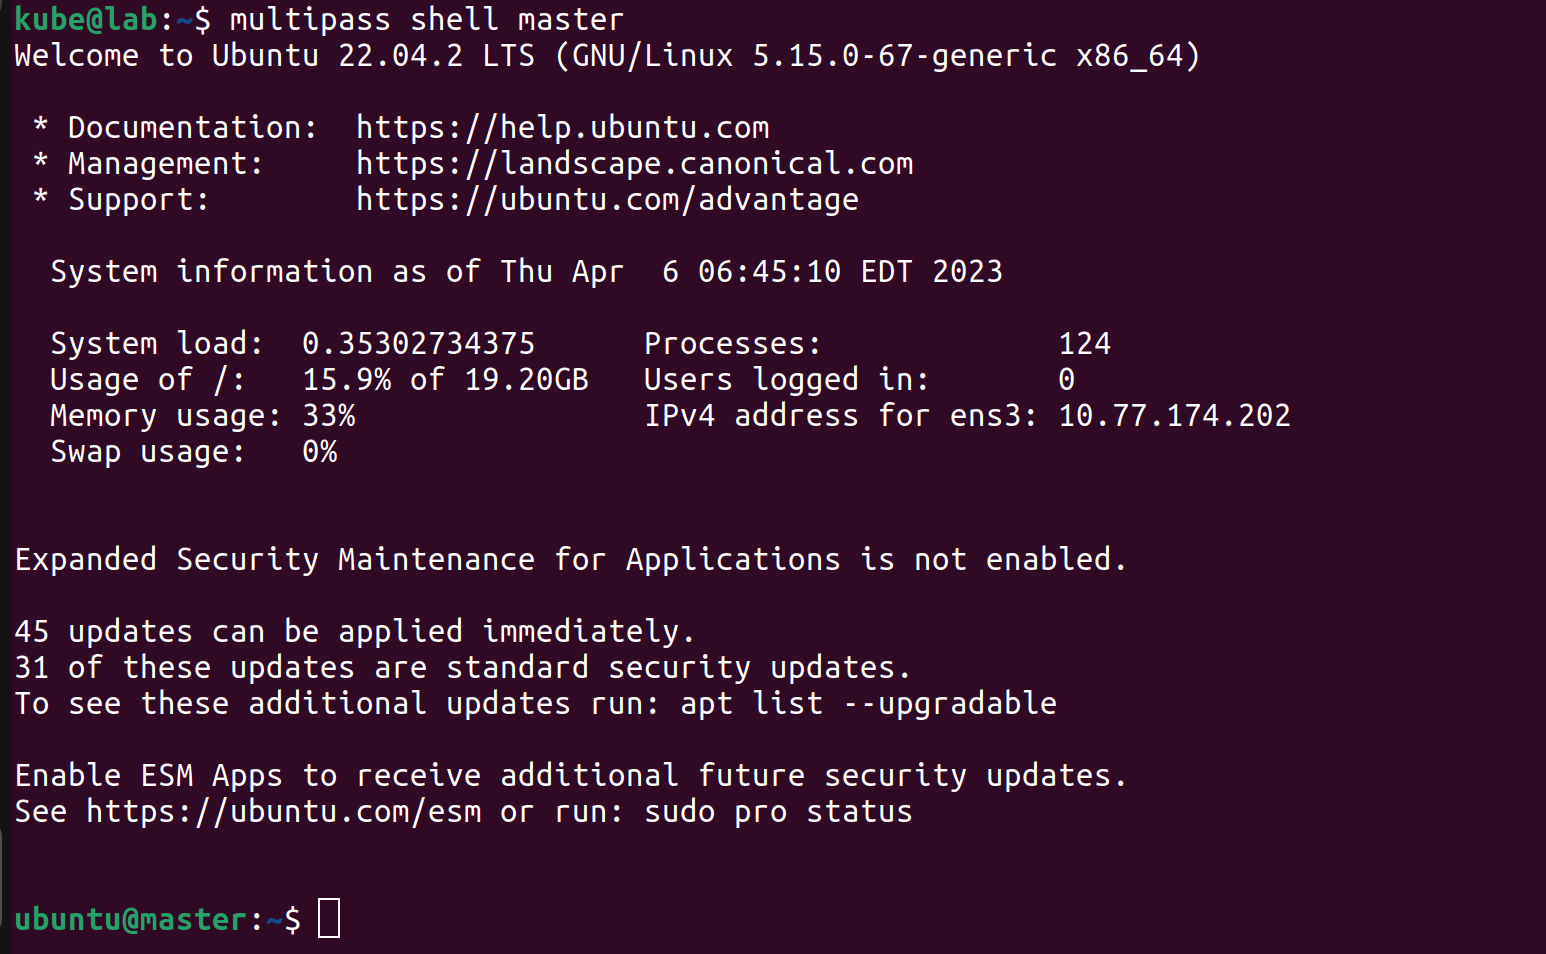 kube@lab:~$ multipass shell master
Welcome to Ubuntu 22.04.2 LTS (GNU/Linux 5.15.0-67-generic x86_64)

 * Documentation:  https://help.ubuntu.com
 * Management:     https://landscape.canonical.com
 * Support:        https://ubuntu.com/advantage

  System information as of Thu Apr  6 06:45:10 EDT 2023

  System load:  0.35302734375      Processes:             124
  Usage of /:   15.9% of 19.20GB   Users logged in:       0
  Memory usage: 33%                IPv4 address for ens3: 10.77.174.202
  Swap usage:   0%


Expanded Security Maintenance for Applications is not enabled.

45 updates can be applied immediately.
31 of these updates are standard security updates.
To see these additional updates run: apt list --upgradable

Enable ESM Apps to receive additional future security updates.
See https://ubuntu.com/esm or run: sudo pro status


ubuntu@master:~$